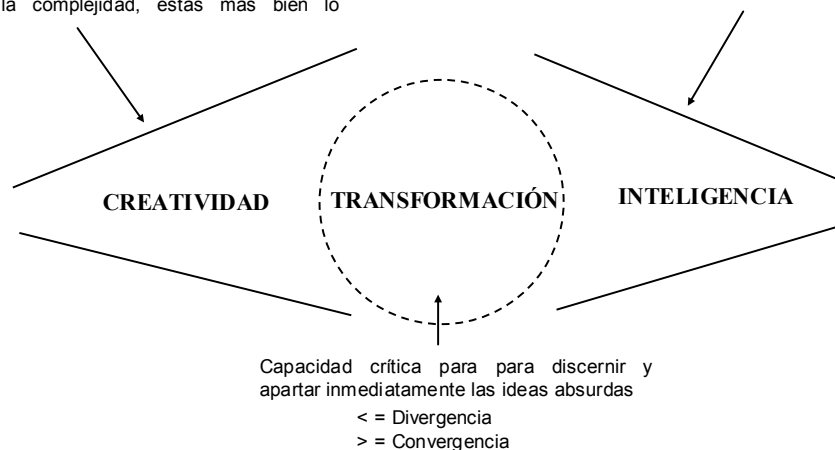 la complejidad, estas más bien lo
CREATIVIDAD
TRANSFORMACIÓN
INTELIGENCIA
Capacidad crítica para para discernir y
apartar inmediatamente las ideas absurdas
< = Divergencia
> = Convergencia